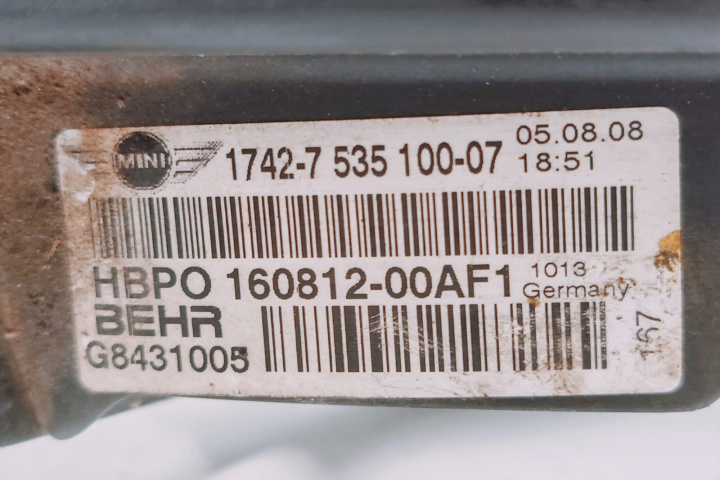 MINI 1742-7 535 100-07 05.08.08
18:51
HBPO 160812-00AF1 1013
Germany
BEHR
G8431005
167